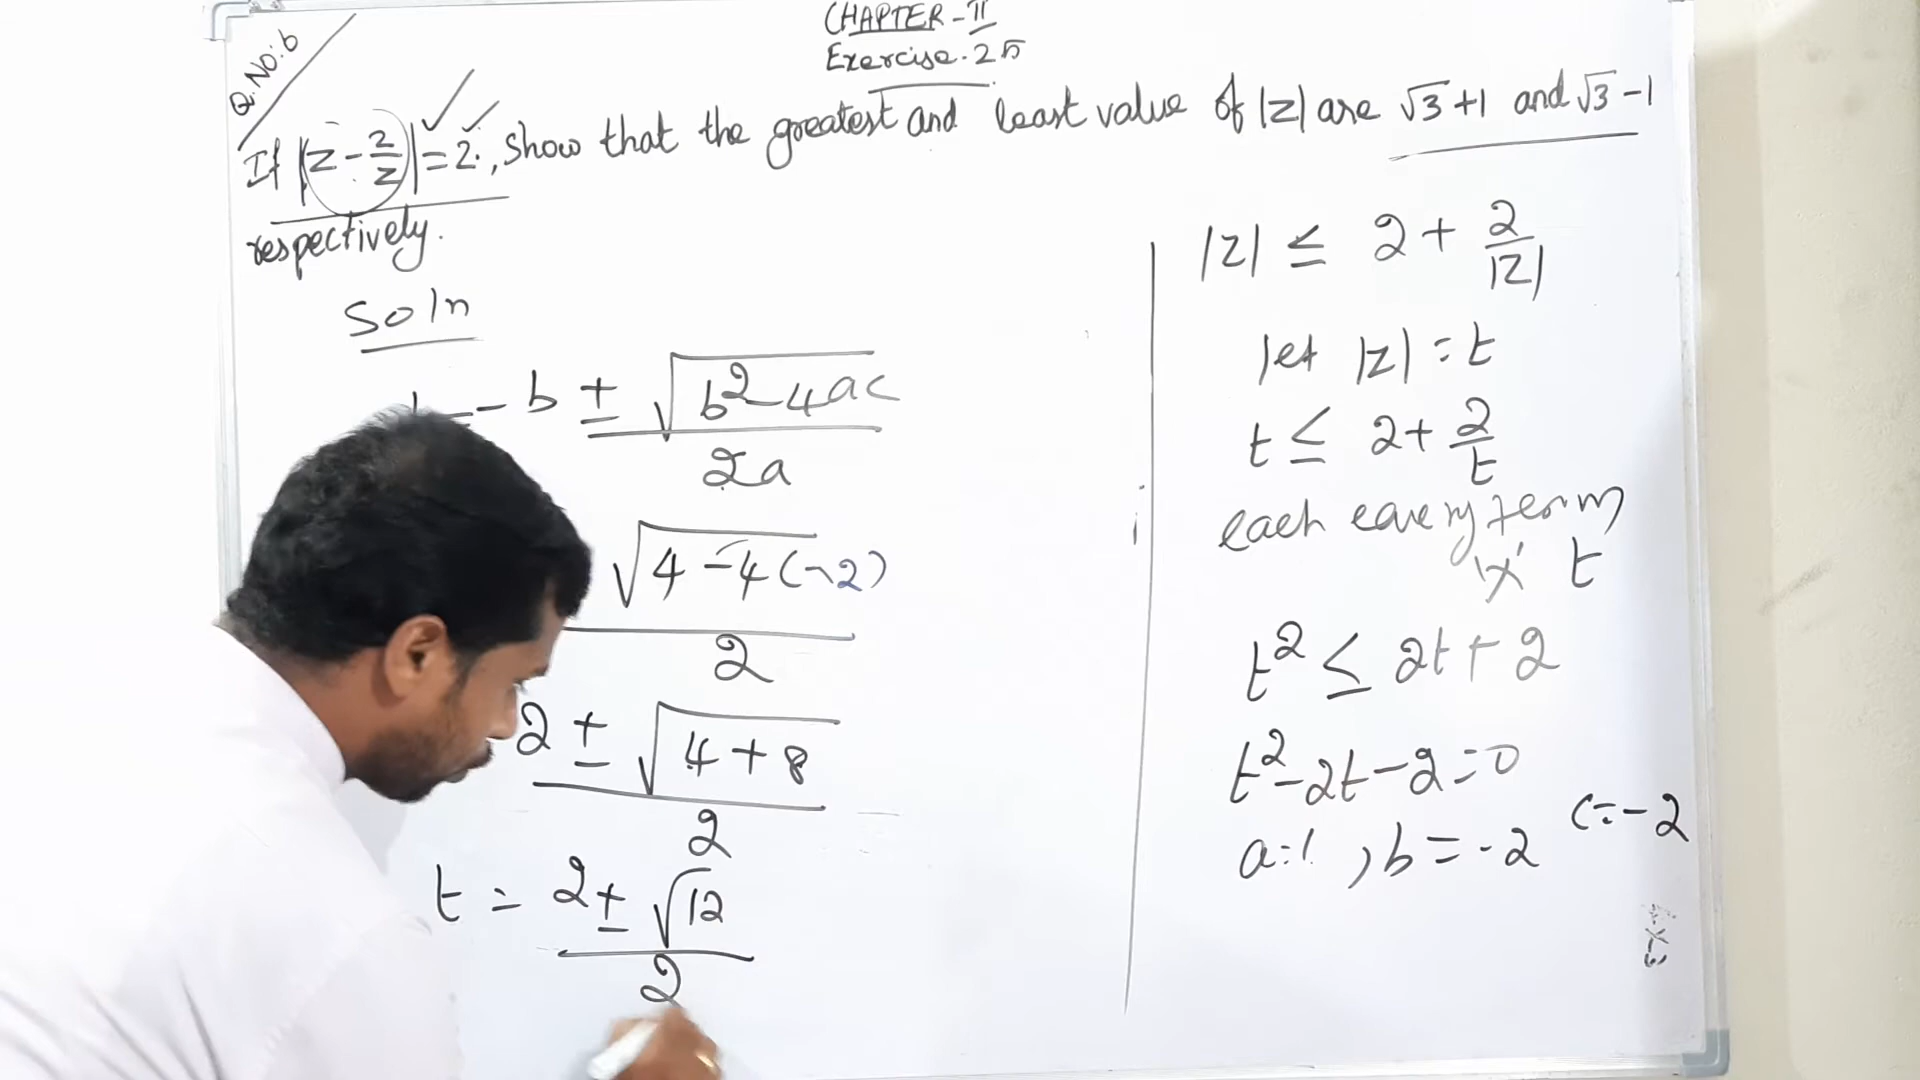 CHAPTER - II
Exercise . 2.5
Q. No: 6
If |z - 2/z| = 2, Show that the greatest and least value of |z| are √3 + 1 and √3 - 1
respectively.
Soln
- b ± √(b² - 4ac) / 2a
√(4 - 4(-2)) / 2
2 ± √(4 + 8) / 2
t = 2 ± √12 / 2
|z| ≤ 2 + 2/|z|
let |z| = t
t ≤ 2 + 2/t
each every term
'x' t
t² ≤ 2t + 2
t² - 2t - 2 = 0
a = 1, b = -2 c = -2